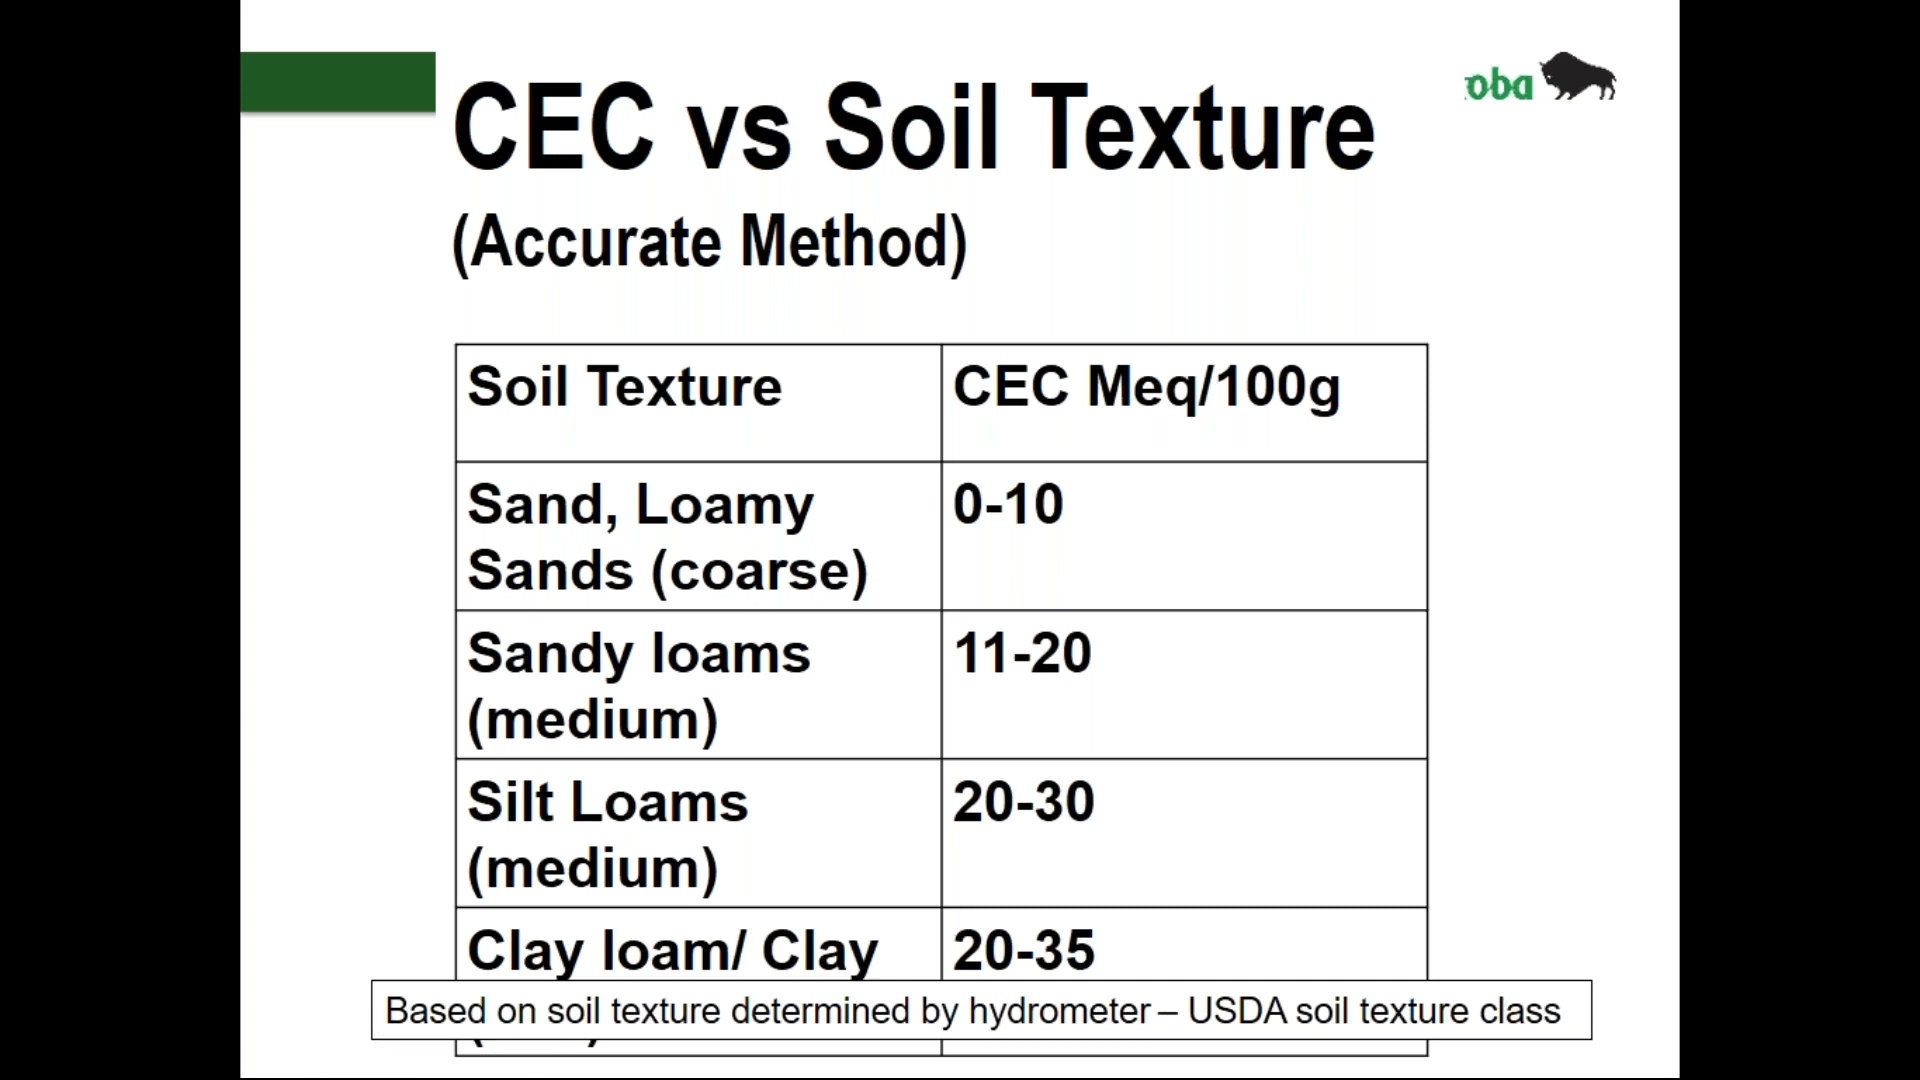 oba
CEC vs Soil Texture
(Accurate Method)
Soil Texture
CEC Meq/100g
Sand, Loamy
Sands (coarse)
0-10
Sandy loams
(medium)
11-20
Silt Loams
(medium)
20-30
Clay loam/ Clay
20-35
Based on soil texture determined by hydrometer – USDA soil texture class